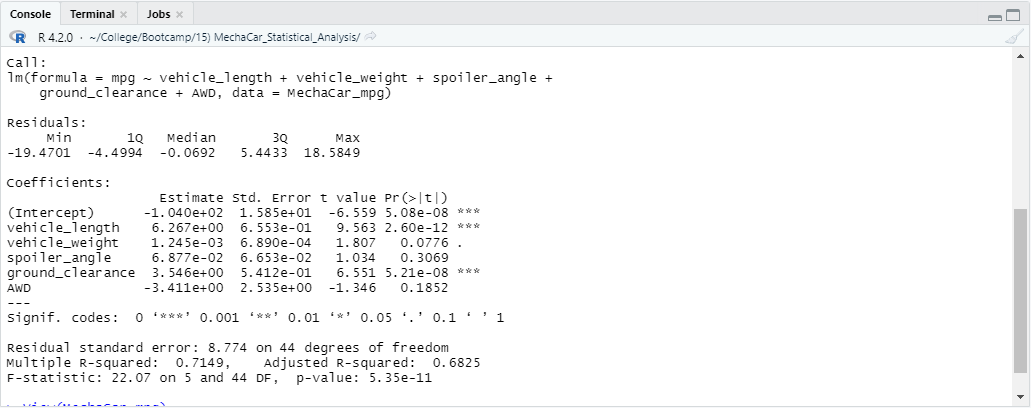 Console Terminal × Jobs ×
R R 4.2.0 · ~/College/Bootcamp/15) MechaCar_Statistical_Analysis/
Call:
lm(formula = mpg ~ vehicle_length + vehicle_weight + spoiler_angle +
    ground_clearance + AWD, data = MechaCar_mpg)
Residuals:
     Min       1Q   Median       3Q      Max
-19.4701  -4.4994  -0.0692   5.4433  18.5849
Coefficients:
                   Estimate Std. Error t value Pr(>|t|)
(Intercept)      -1.040e+02  1.585e+01  -6.559 5.08e-08 ***
vehicle_length    6.267e+00  6.553e-01   9.563 2.60e-12 ***
vehicle_weight    1.245e-03  6.890e-04   1.807   0.0776 .
spoiler_angle     6.877e-02  6.653e-02   1.034   0.3069
ground_clearance  3.546e+00  5.412e-01   6.551 5.21e-08 ***
AWD              -3.411e+00  2.535e+00  -1.346   0.1852
---
Signif. codes:  0 ‘***’ 0.001 ‘**’ 0.01 ‘*’ 0.05 ‘.’ 0.1 ‘ ’ 1
Residual standard error: 8.774 on 44 degrees of freedom
Multiple R-squared:  0.7149,    Adjusted R-squared:  0.6825
F-statistic: 22.07 on 5 and 44 DF,  p-value: 5.35e-11
> View(MechaCar_mpg)